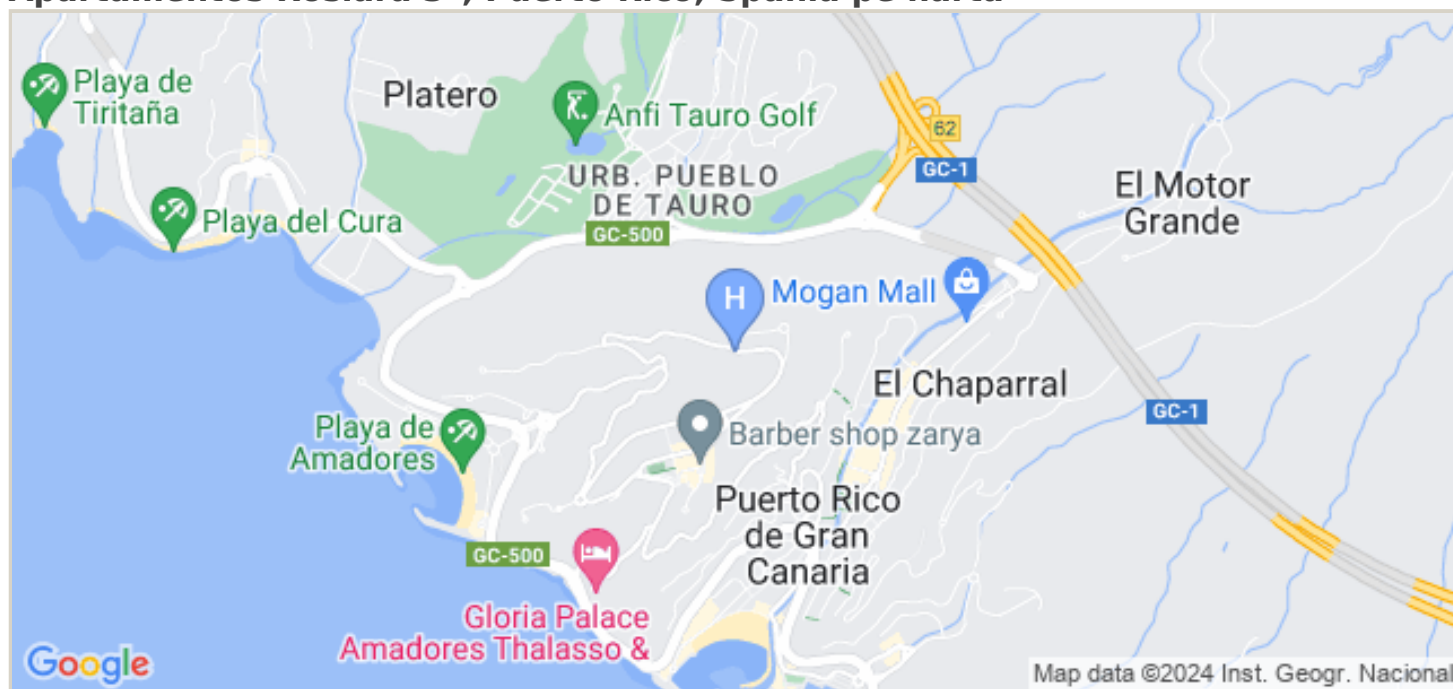 Playa de
Tiritaña
Platero
Anfi Tauro Golf
62
GC-1
URB. PUEBLO
DE TAURO
El Motor
Grande
Playa del Cura
GC-500
H
Mogan Mall
El Chaparral
GC-1
Playa de
Amadores
Barber shop zarya
Puerto Rico
de Gran
Canaria
GC-500
Gloria Palace
Amadores Thalasso &
Google
Map data ©2024 Inst. Geogr. Nacional